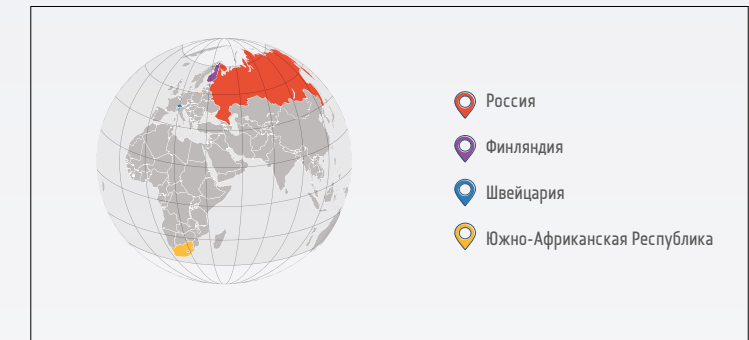 Россия
Финляндия
Швейцария
Южно-Африканская Республика